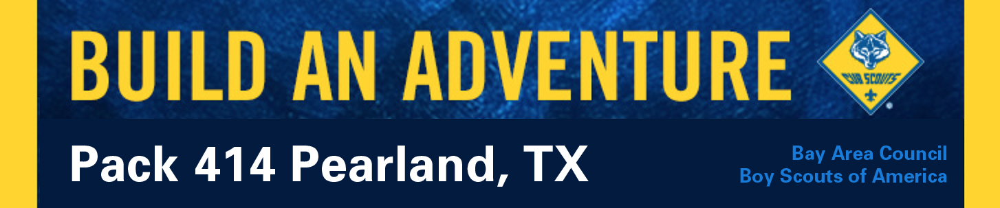 BUILD AN ADVENTURE
CUB SCOUTS
®
Pack 414 Pearland, TX
Bay Area Council
Boy Scouts of America